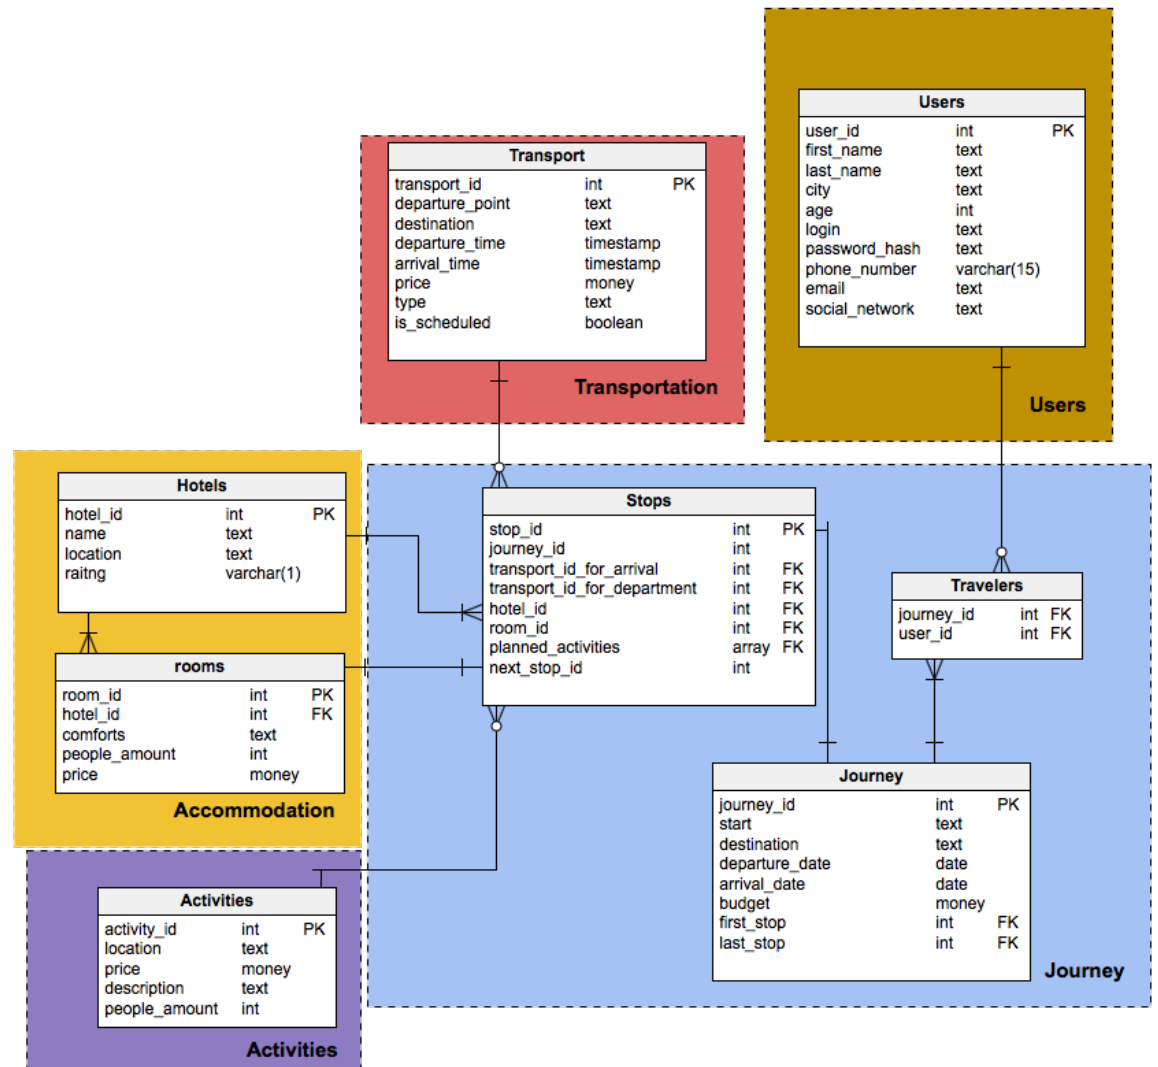 Users
user_id int PK
first_name text
last_name text
city text
age int
login text
password_hash text
phone_number varchar(15)
email text
social_network text
Users
Transport
transport_id int PK
departure_point text
destination text
departure_time timestamp
arrival_time timestamp
price money
type text
is_scheduled boolean
Transportation
Hotels
hotel_id int PK
name text
location text
raitng varchar(1)
rooms
room_id int PK
hotel_id int FK
comforts text
people_amount int
price money
Accommodation
Stops
stop_id int PK
journey_id int
transport_id_for_arrival int FK
transport_id_for_department int FK
hotel_id int FK
room_id int FK
planned_activities array FK
next_stop_id int
Travelers
journey_id int FK
user_id int FK
Journey
journey_id int PK
start text
destination text
departure_date date
arrival_date date
budget money
first_stop int FK
last_stop int FK
Journey
Activities
activity_id int PK
location text
price money
description text
people_amount int
Activities